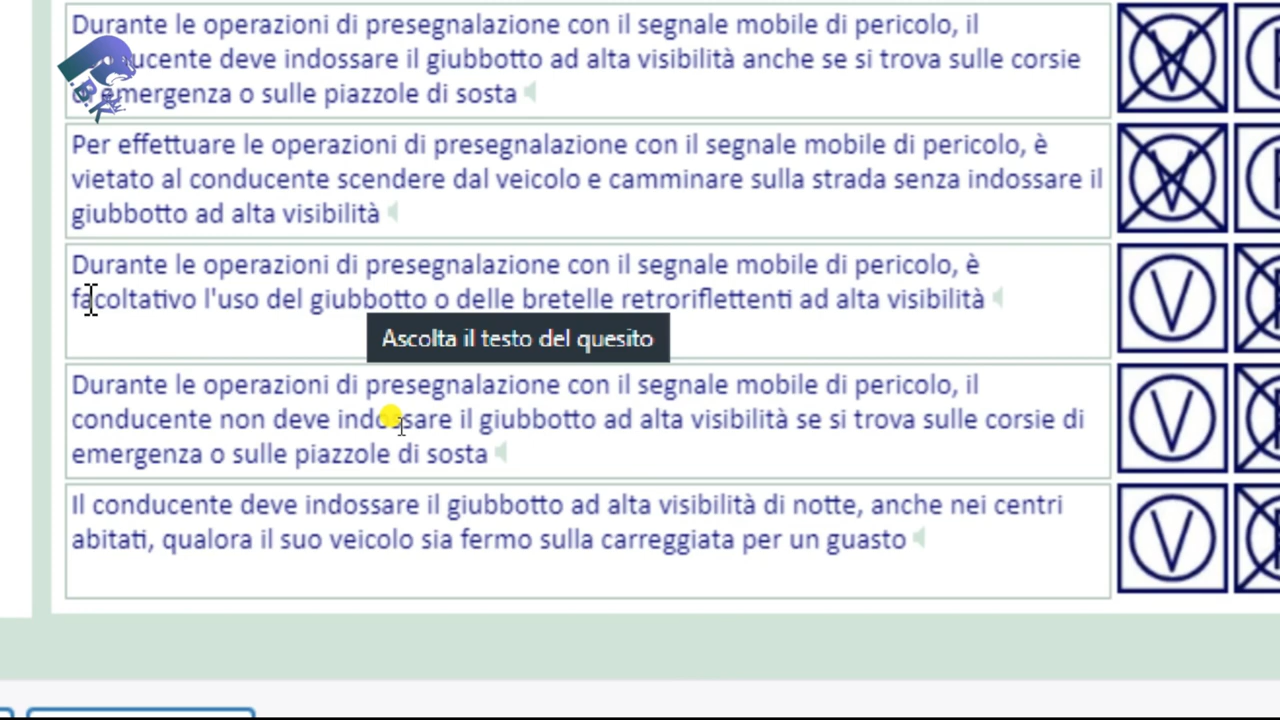 Durante le operazioni di presegnalazione con il segnale mobile di pericolo, il
conducente deve indossare il giubbotto ad alta visibilità anche se si trova sulle corsie
di emergenza o sulle piazzole di sosta
V
Per effettuare le operazioni di presegnalazione con il segnale mobile di pericolo, è
vietato al conducente scendere dal veicolo e camminare sulla strada senza indossare il
giubbotto ad alta visibilità
V
Durante le operazioni di presegnalazione con il segnale mobile di pericolo, è
facoltativo l'uso del giubbotto o delle bretelle retroriflettenti ad alta visibilità
V
Ascolta il testo del quesito
Durante le operazioni di presegnalazione con il segnale mobile di pericolo, il
conducente non deve indossare il giubbotto ad alta visibilità se si trova sulle corsie di
emergenza o sulle piazzole di sosta
V
Il conducente deve indossare il giubbotto ad alta visibilità di notte, anche nei centri
abitati, qualora il suo veicolo sia fermo sulla carreggiata per un guasto
V